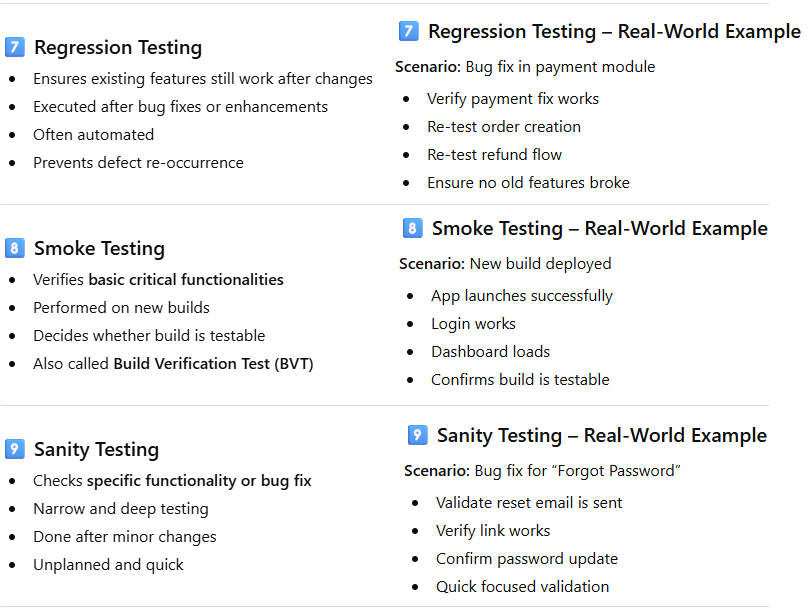 7 Regression Testing
Ensures existing features still work after changes
Executed after bug fixes or enhancements
Often automated
Prevents defect re-occurrence
7 Regression Testing – Real-World Example
Scenario: Bug fix in payment module
Verify payment fix works
Re-test order creation
Re-test refund flow
Ensure no old features broke
8 Smoke Testing
Verifies basic critical functionalities
Performed on new builds
Decides whether build is testable
Also called Build Verification Test (BVT)
8 Smoke Testing – Real-World Example
Scenario: New build deployed
App launches successfully
Login works
Dashboard loads
Confirms build is testable
9 Sanity Testing
Checks specific functionality or bug fix
Narrow and deep testing
Done after minor changes
Unplanned and quick
9 Sanity Testing – Real-World Example
Scenario: Bug fix for “Forgot Password”
Validate reset email is sent
Verify link works
Confirm password update
Quick focused validation